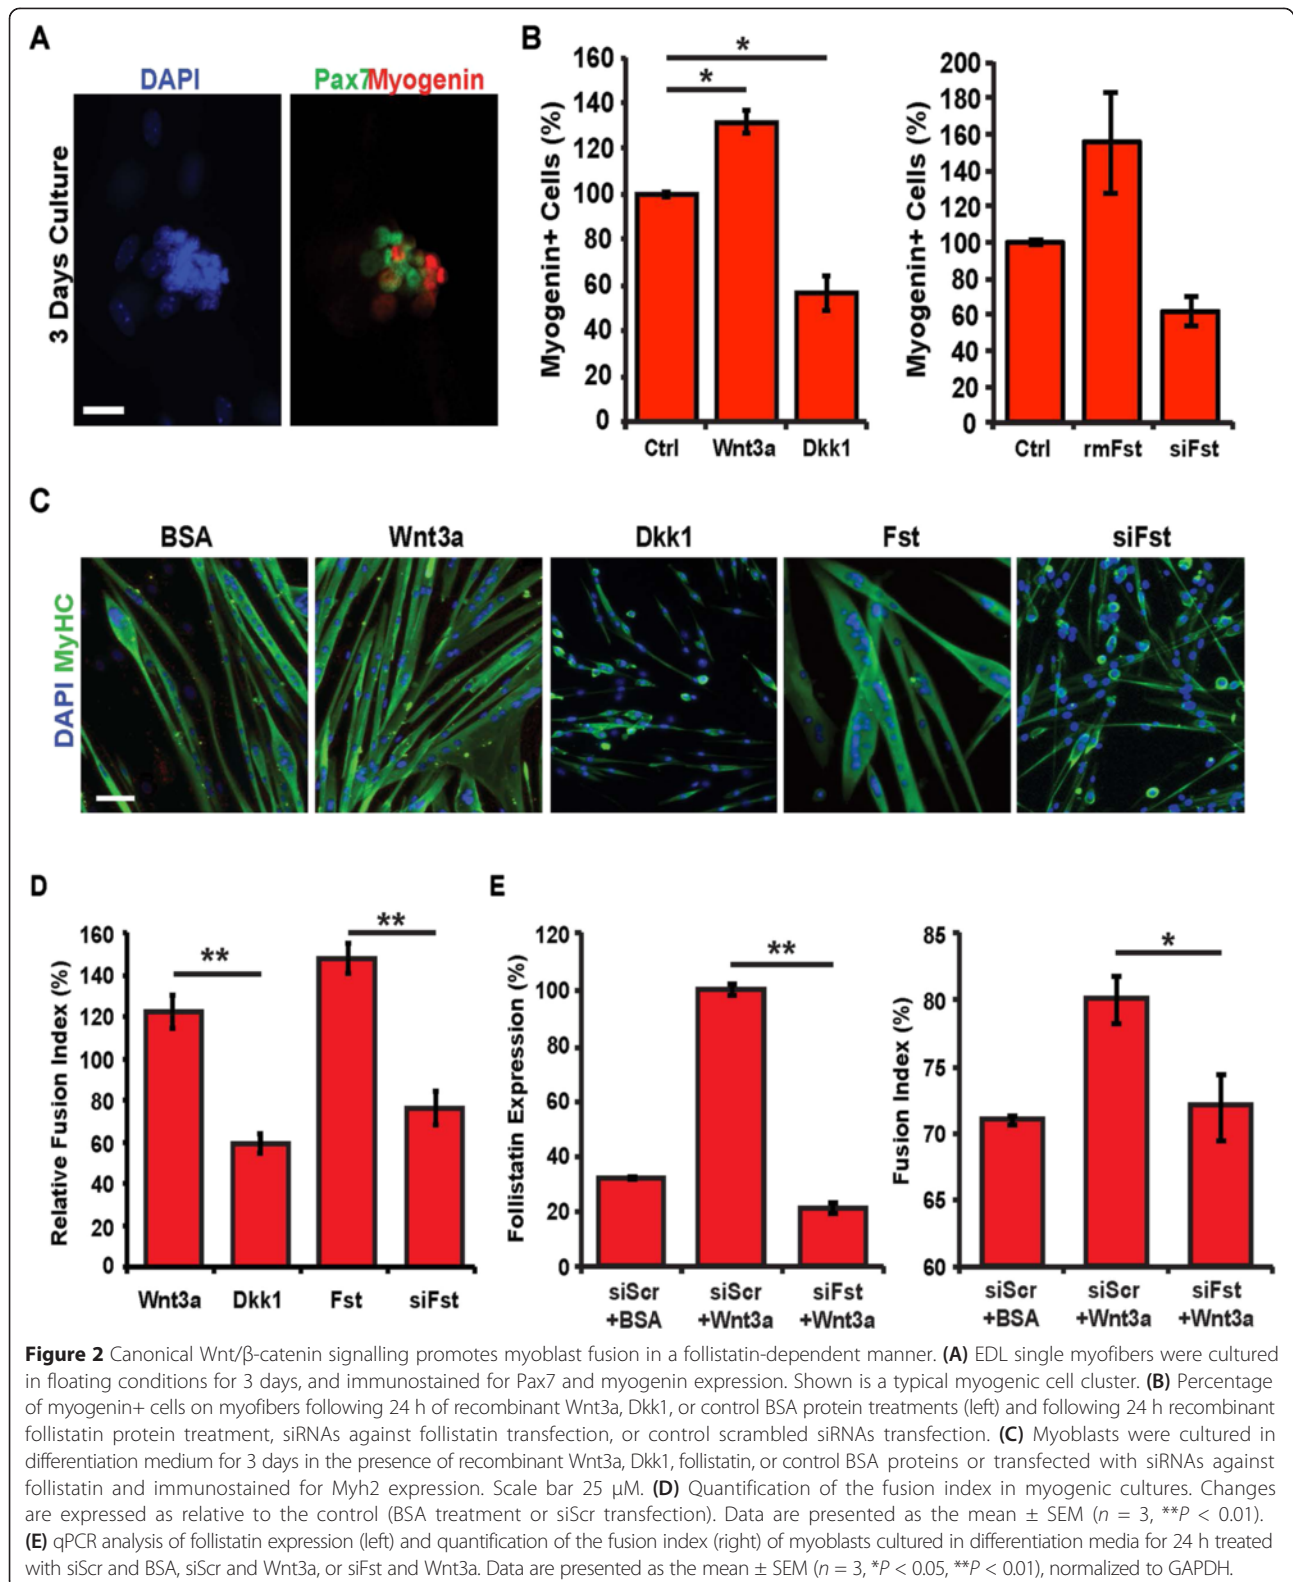 A
DAPI
Pax7Myogenin
3 Days Culture
B
Myogenin+ Cells (%)
160
140
120
100
80
60
40
20
0
*
*
Ctrl Wnt3a Dkk1
Myogenin+ Cells (%)
200
180
160
140
120
100
80
60
40
20
0
Ctrl rmFst siFst
C
BSA Wnt3a Dkk1 Fst siFst
DAPI MyHC
D
Relative Fusion Index (%)
160
140
120
100
80
60
40
20
0
**
**
Wnt3a Dkk1 Fst siFst
E
Follistatin Expression (%)
120
100
80
60
40
20
0
**
siScr siScr siFst
+BSA +Wnt3a +Wnt3a
Fusion Index (%)
85
80
75
70
65
60
*
siScr siScr siFst
+BSA +Wnt3a +Wnt3a
Figure 2 Canonical Wnt/β-catenin signalling promotes myoblast fusion in a follistatin-dependent manner. (A) EDL single myofibers were cultured
in floating conditions for 3 days, and immunostained for Pax7 and myogenin expression. Shown is a typical myogenic cell cluster. (B) Percentage
of myogenin+ cells on myofibers following 24 h of recombinant Wnt3a, Dkk1, or control BSA protein treatments (left) and following 24 h recombinant
follistatin protein treatment, siRNAs against follistatin transfection, or control scrambled siRNAs transfection. (C) Myoblasts were cultured in
differentiation medium for 3 days in the presence of recombinant Wnt3a, Dkk1, follistatin, or control BSA proteins or transfected with siRNAs against
follistatin and immunostained for Myh2 expression. Scale bar 25 μM. (D) Quantification of the fusion index in myogenic cultures. Changes
are expressed as relative to the control (BSA treatment or siScr transfection). Data are presented as the mean ± SEM (n = 3, **P < 0.01).
(E) qPCR analysis of follistatin expression (left) and quantification of the fusion index (right) of myoblasts cultured in differentiation media for 24 h treated
with siScr and BSA, siScr and Wnt3a, or siFst and Wnt3a. Data are presented as the mean ± SEM (n = 3, *P < 0.05, **P < 0.01), normalized to GAPDH.